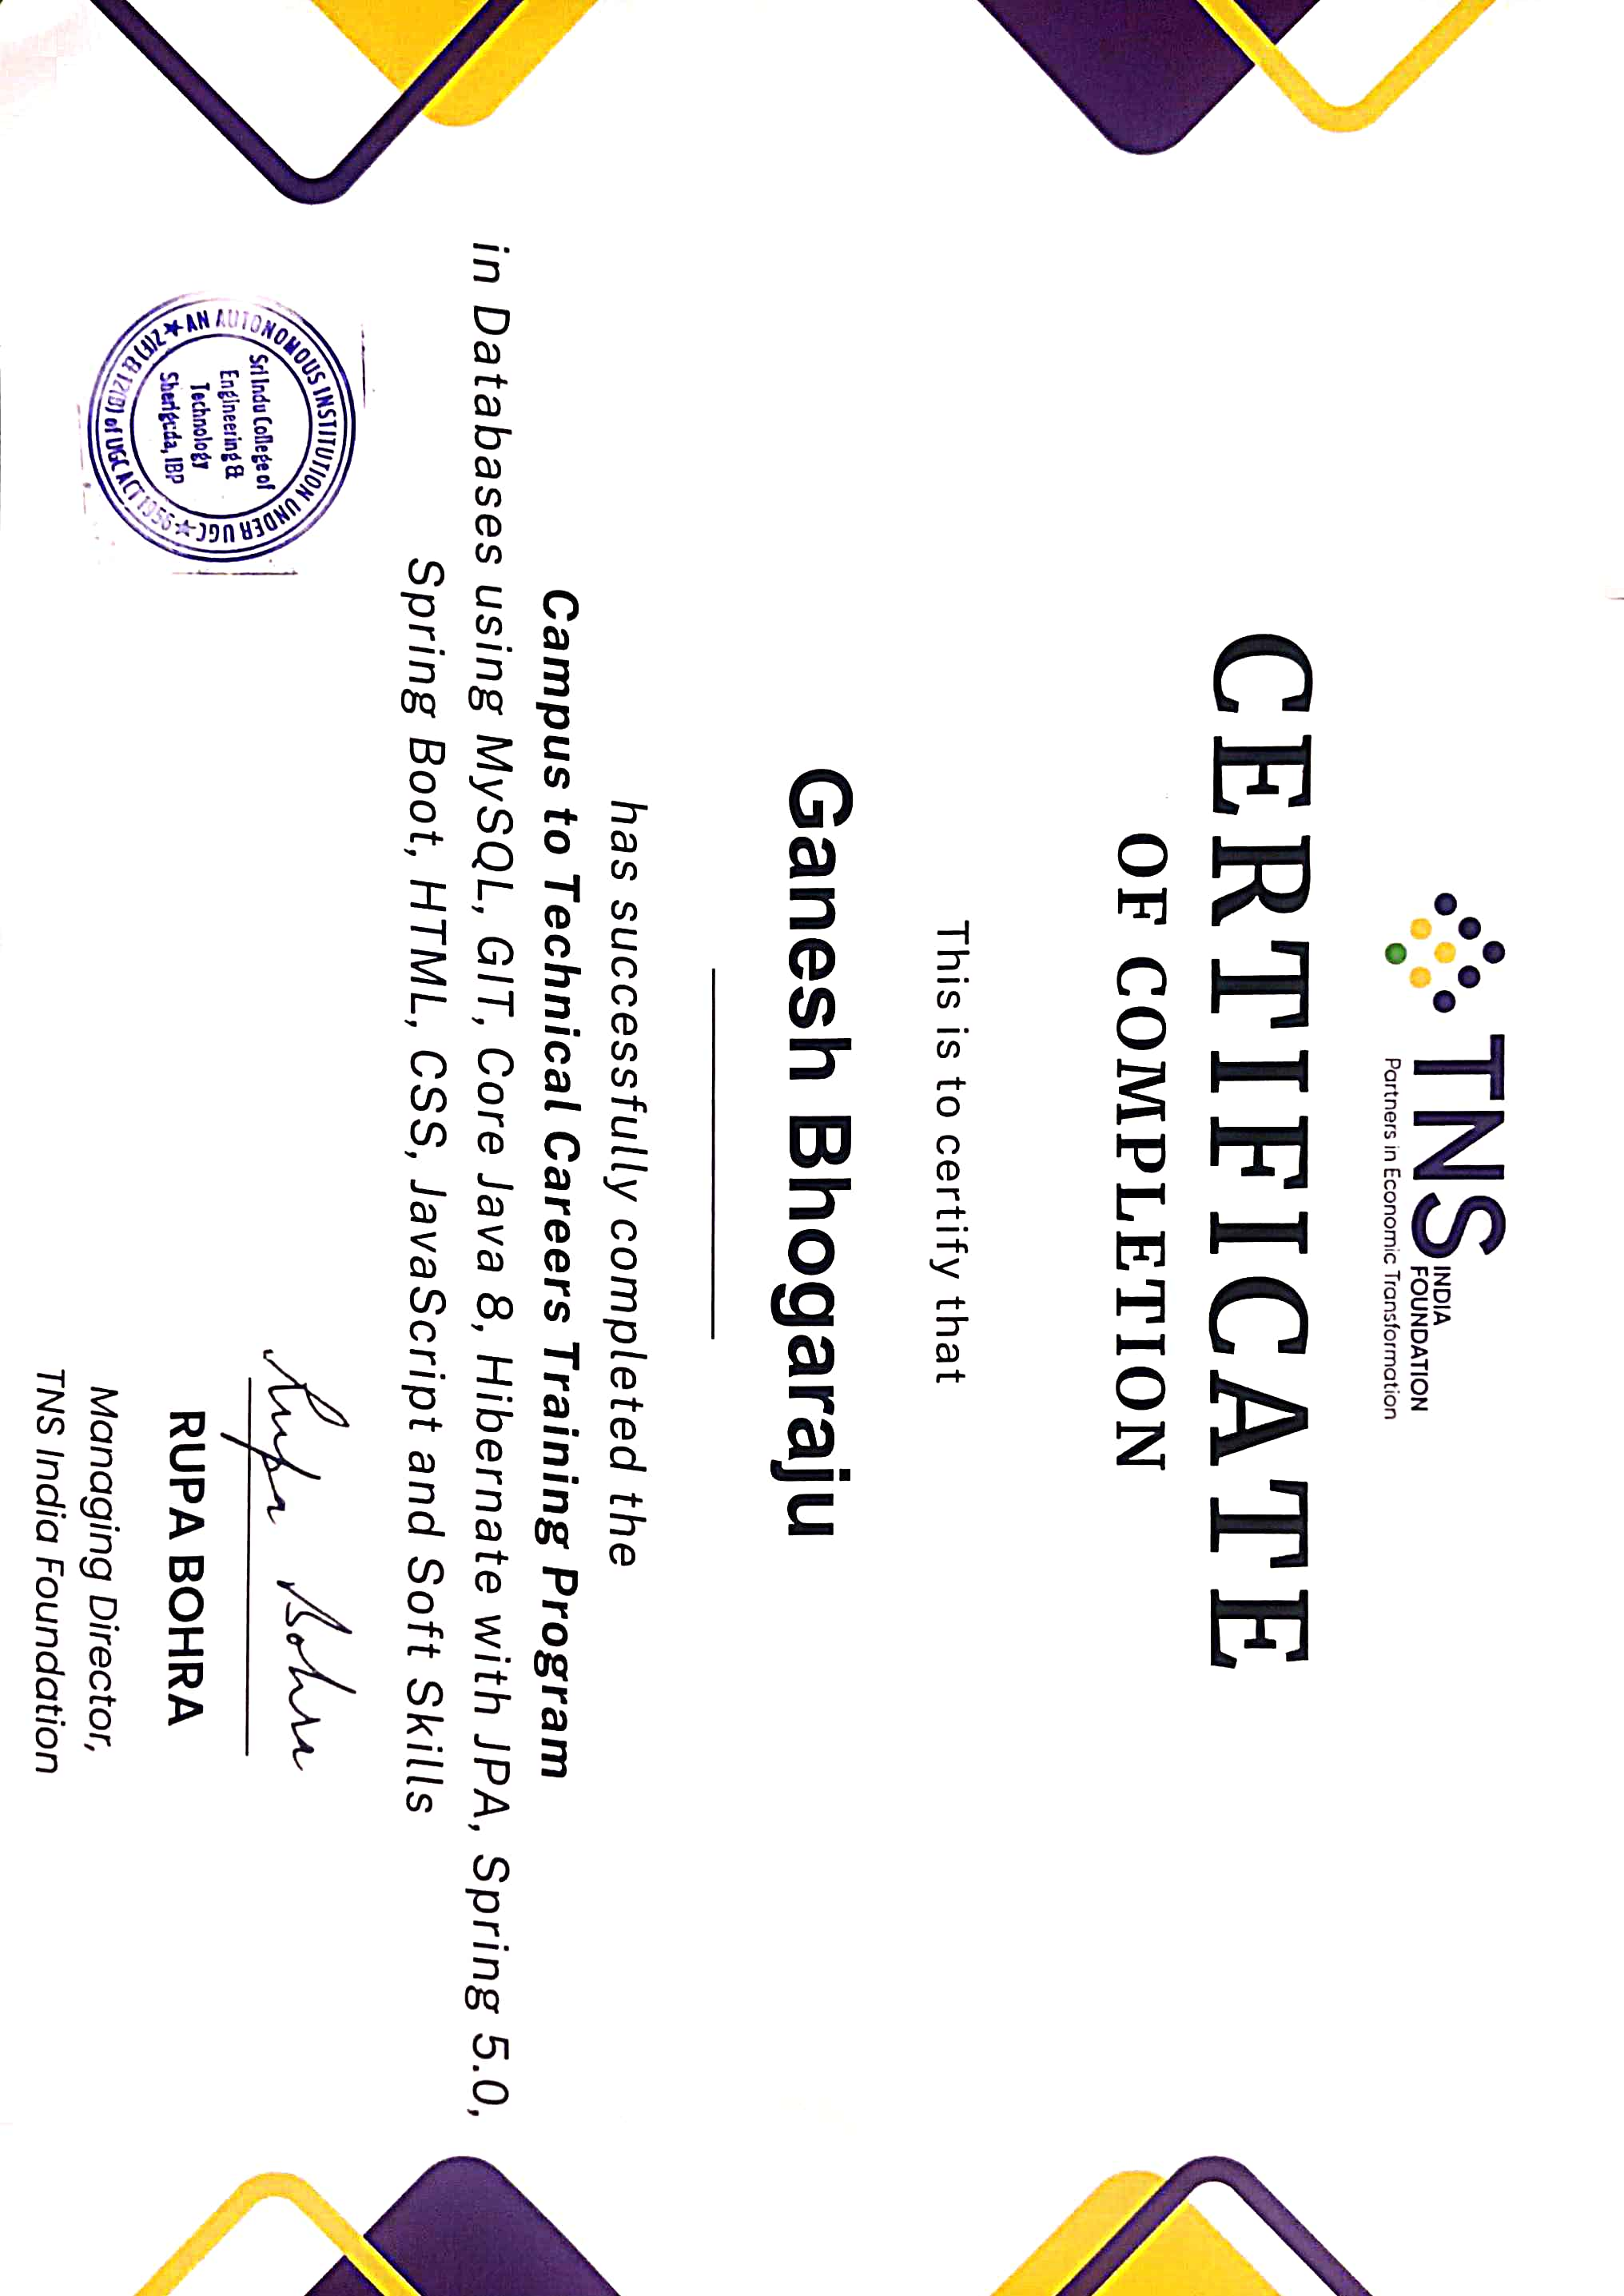 TNS INDIA FOUNDATION
Partners in Economic Transformation
CERTIFICATE
OF COMPLETION
This is to certify that
Ganesh Bhogaraju
has successfully completed the
Campus to Technical Careers Training Program
in Databases using MySQL, GIT, Core Java 8, Hibernate with JPA, Spring 5.0,
Spring Boot, HTML, CSS, JavaScript and Soft Skills
AN AUTONOMOUS INSTITUTION UNDER UGC
Sri Indu College of
Engineering &
Technology
Sheriguda, IBP
2(F) & 12(B) of UGC ACT 1956
Rupa Bohra
RUPA BOHRA
Managing Director,
TNS India Foundation